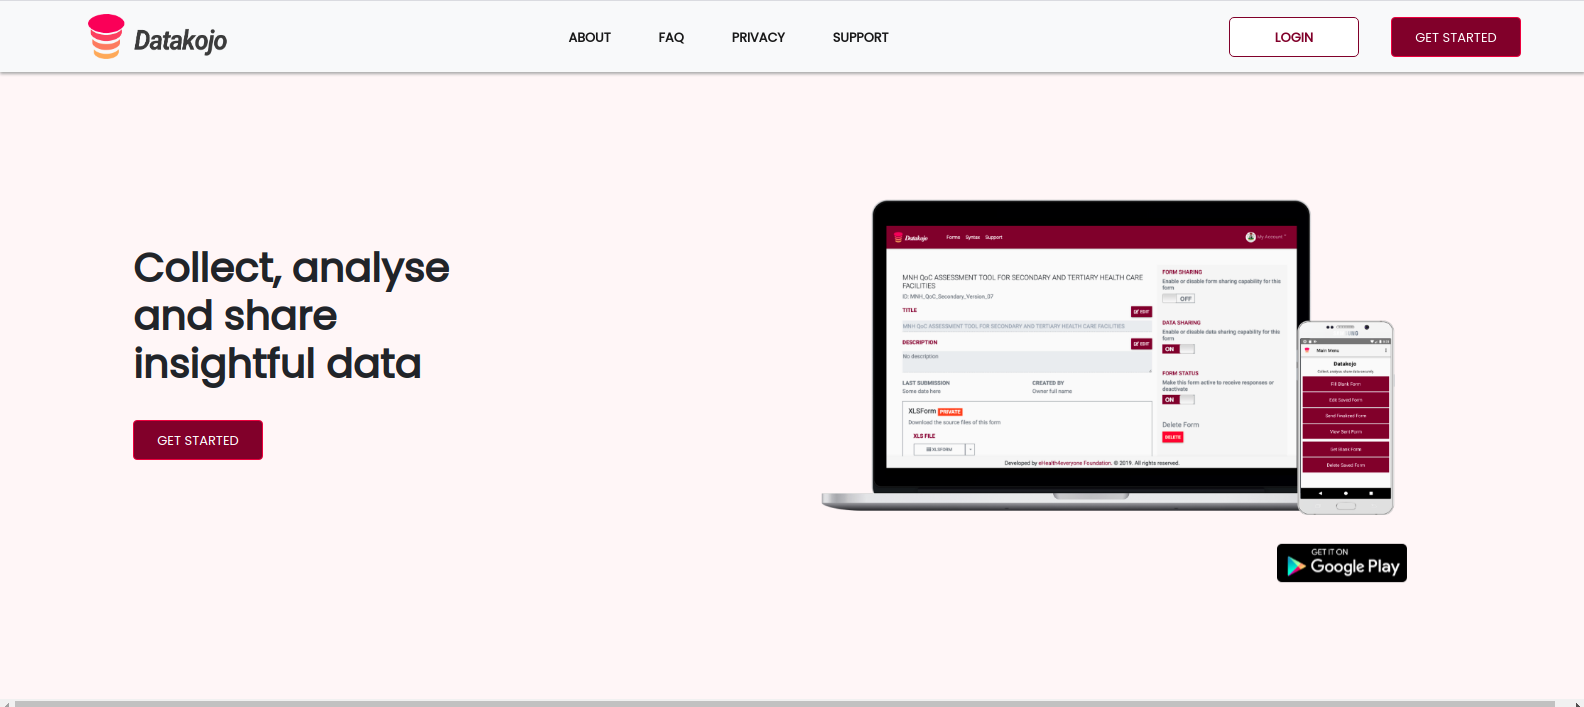 Datakojo
ABOUT
FAQ
PRIVACY
SUPPORT
LOGIN
GET STARTED
Collect, analyse
and share
insightful data
GET STARTED
Datakojo
Forms
Syntax
Support
My Account
MNH QoC ASSESSMENT TOOL FOR SECONDARY AND TERTIARY HEALTH CARE
FACILITIES
ID: MNH_QoC_Secondary_Version_07
TITLE
EDIT
MNH QoC ASSESSMENT TOOL FOR SECONDARY AND TERTIARY HEALTH CARE FACILITIES
DESCRIPTION
EDIT
No description
LAST SUBMISSION
CREATED BY
Some data here
Owner full name
XLSForm PRIVATE
Download the source files of this form
XLS FILE
XLSFORM
FORM SHARING
Enable or disable form sharing capability for this
form
OFF
DATA SHARING
Enable or disable data sharing capability for this
form
ON
FORM STATUS
Make this form active to receive responses or
deactivate
ON
Delete Form
DELETE
Developed by eHealth4everyone Foundation. © 2019. All rights reserved.
Main Menu
Datakojo
Fill Blank Form
Edit Saved Form
Send Finalized Form
View Sent Form
Get Blank Form
Delete Saved Form
GET IT ON
Google Play